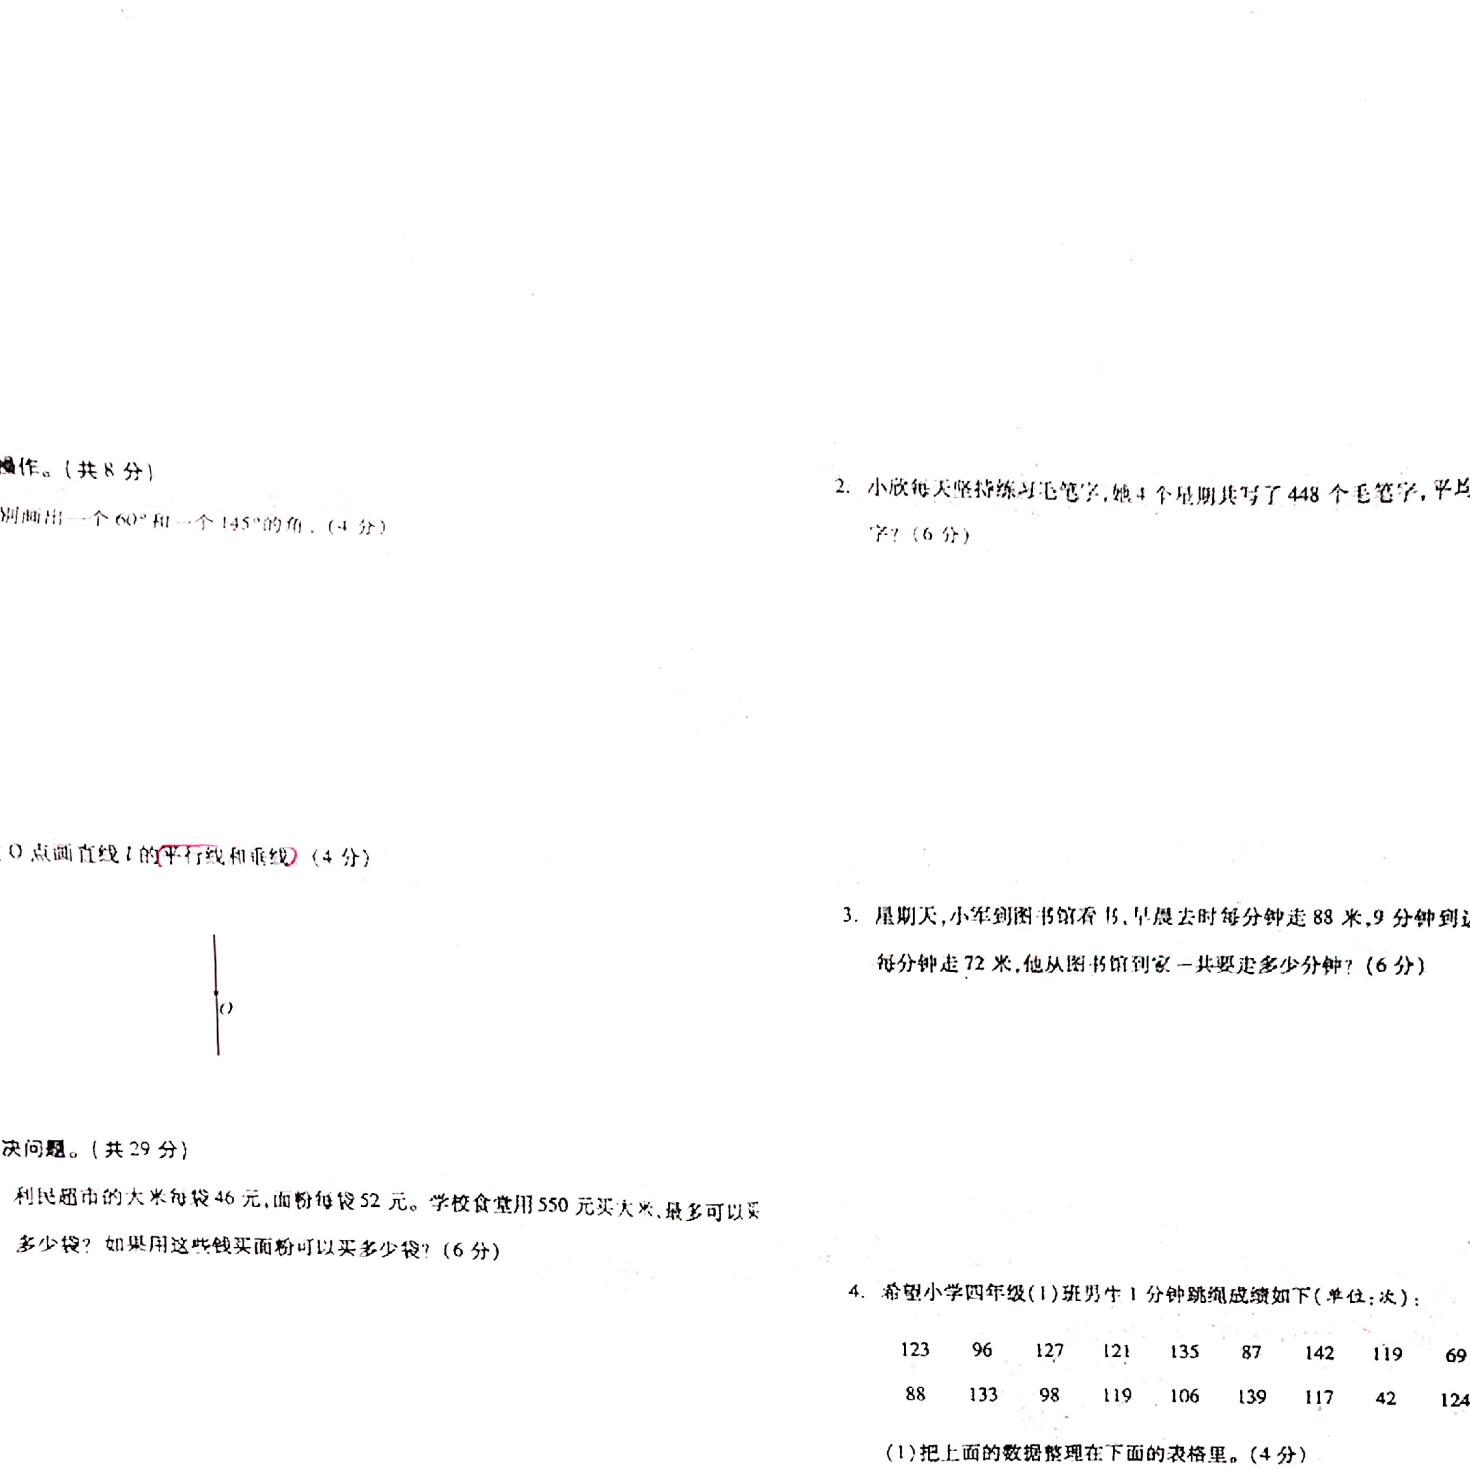 操作。(共 8 分)
别画出一个 60°和一个 145°的角。(4 分)
O 点画直线 l 的平行线和垂线 (4 分)
O
决问题。(共 29 分)
利民超市的大米每袋 46 元,面粉每袋 52 元。学校食堂用 550 元买大米,最多可以买
多少袋? 如果用这些钱买面粉可以买多少袋? (6 分)
2. 小欣每天坚持练习毛笔字,她 4 个星期共写了 448 个毛笔字,平均
字? (6 分)
3. 星期天,小军到图书馆看书,早晨去时每分钟走 88 米,9 分钟到达
每分钟走 72 米,他从图书馆到家一共要走多少分钟? (6 分)
4. 希望小学四年级(1)班男生 1 分钟跳绳成绩如下(单位:次):
123 96 127 121 135 87 142 119 69
88 133 98 119 106 139 117 42 124
(1)把上面的数据整理在下面的表格里。(4 分)